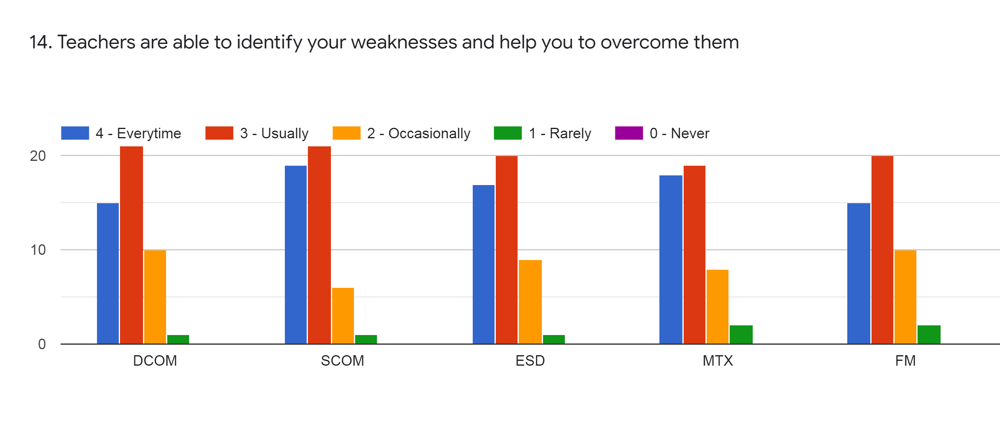 14. Teachers are able to identify your weaknesses and help you to overcome them
4 - Everytime 3 - Usually 2 - Occasionally 1 - Rarely 0 - Never
20
10
0
DCOM SCOM ESD MTX FM